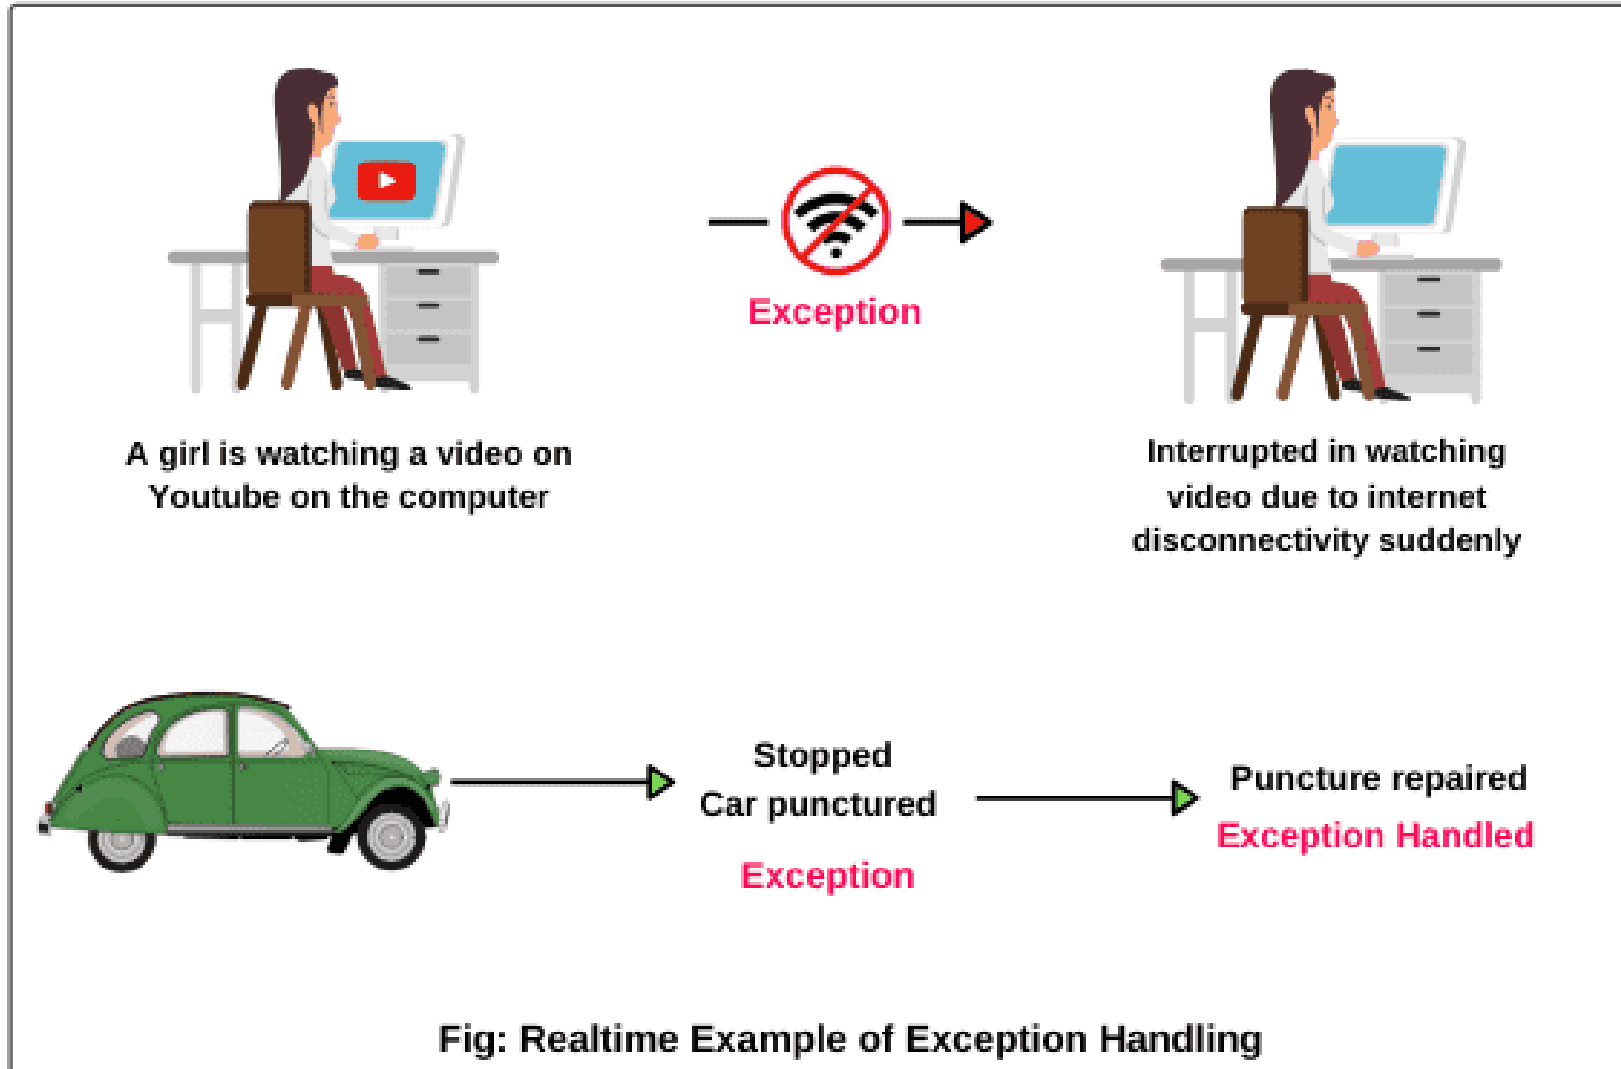 Exception
A girl is watching a video on
Youtube on the computer
Interrupted in watching
video due to internet
disconnectivity suddenly
Stopped
Car punctured
Exception
Puncture repaired
Exception Handled
Fig: Realtime Example of Exception Handling